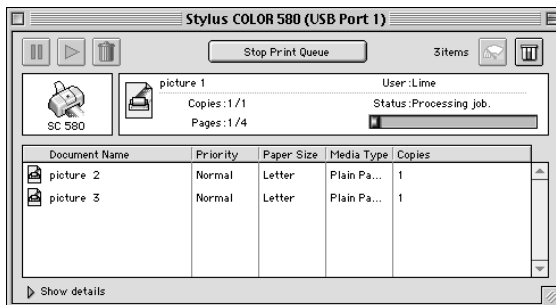 Stylus COLOR 580 (USB Port 1)
Stop Print Queue
3items
picture 1
User :Lime
Copies :1/1
Status :Processing job.
SC 580
Pages :1/4
Document Name Priority Paper Size Media Type Copies
picture 2 Normal Letter Plain Pa... 1
picture 3 Normal Letter Plain Pa... 1
Show details